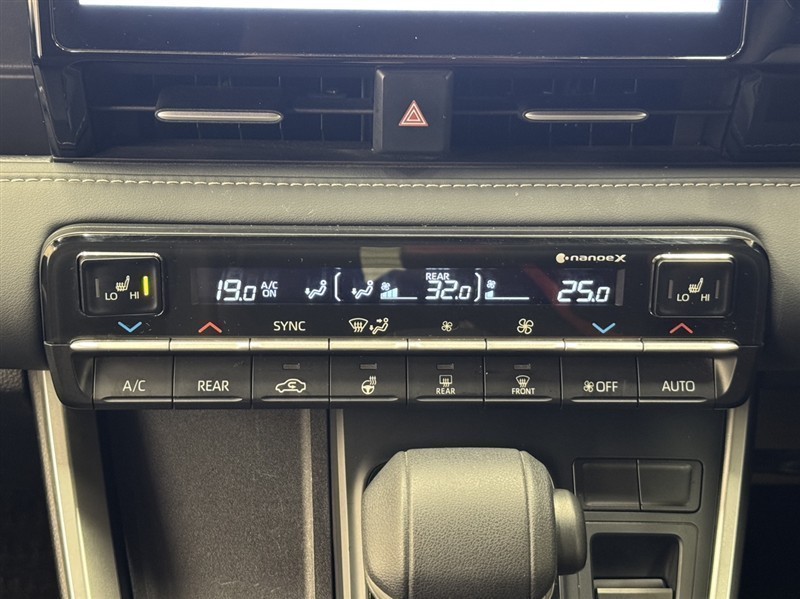 nanoeX
LO HI
19.0 A/C ON
REAR 32.0
25.0
LO HI
SYNC
A/C REAR REAR FRONT OFF AUTO